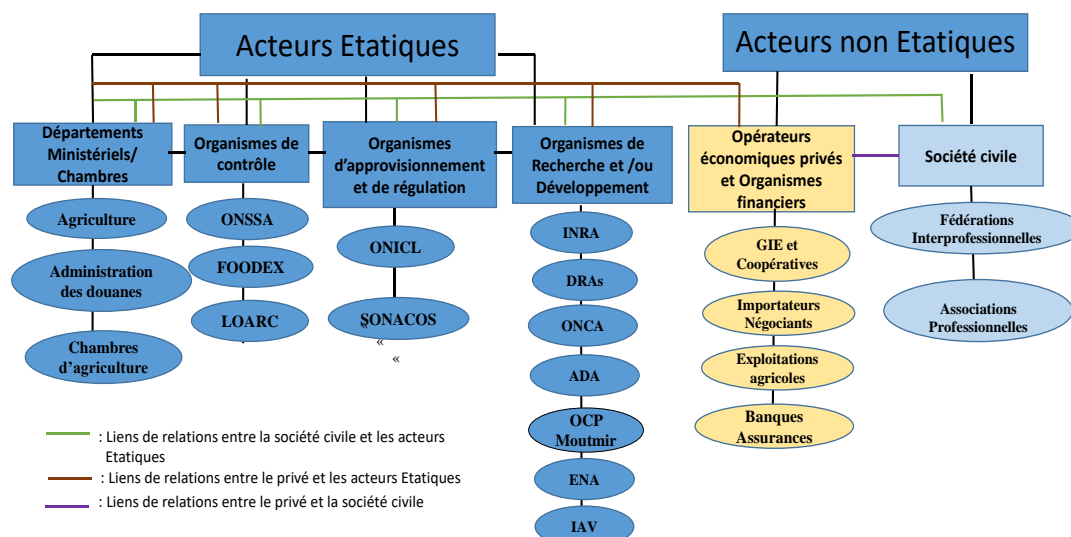 Acteurs Etatiques
Acteurs non Etatiques
Départements
Ministériels/
Chambres
Organismes de
contrôle
Organismes
d'approvisionnement
et de régulation
Organismes de
Recherche et /ou
Développement
Opérateurs
économiques privés
et Organismes
financiers
Société civile
Agriculture
Administration
des douanes
Chambres
d'agriculture
ONSSA
FOODEX
LOARC
ONICL
SONACOS
«
«
«
INRA
DRAs
ONCA
ADA
OCP
Moutmir
ENA
IAV
GIE et
Coopératives
Importateurs
Négociants
Exploitations
agricoles
Banques
Assurances
Fédérations
Interprofessionnelles
Associations
Professionnelles
: Liens de relations entre la société civile et les acteurs
Etatiques
: Liens de relations entre le privé et les acteurs Etatiques
: Liens de relations entre le privé et la société civile